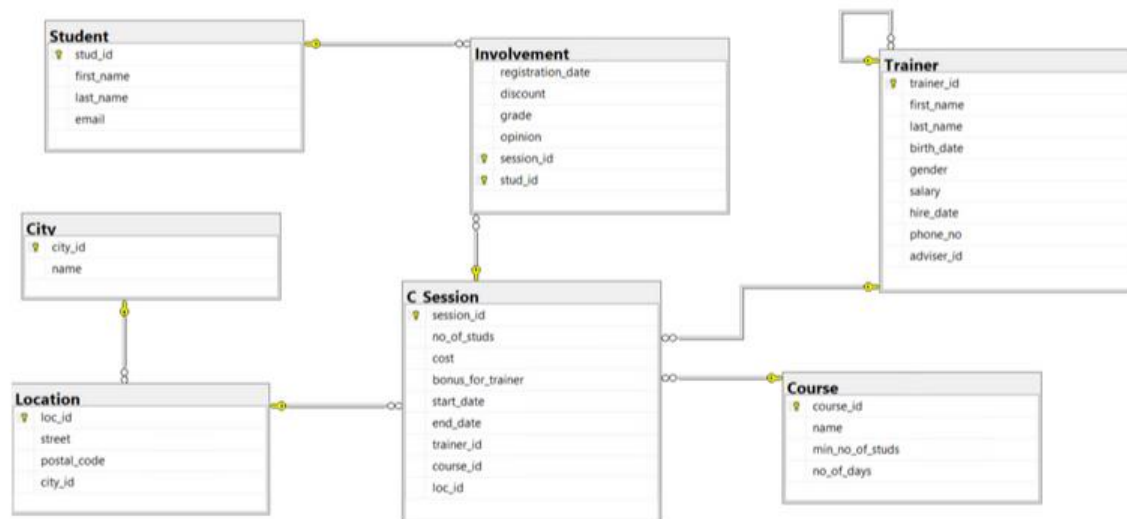 Student
stud_id
first_name
last_name
email
Involvement
registration_date
discount
grade
opinion
session_id
stud_id
Trainer
trainer_id
first_name
last_name
birth_date
gender
salary
hire_date
phone_no
adviser_id
City
city_id
name
C_Session
session_id
no_of_studs
cost
bonus_for_trainer
start_date
end_date
trainer_id
course_id
loc_id
Location
loc_id
street
postal_code
city_id
Course
course_id
name
min_no_of_studs
no_of_days